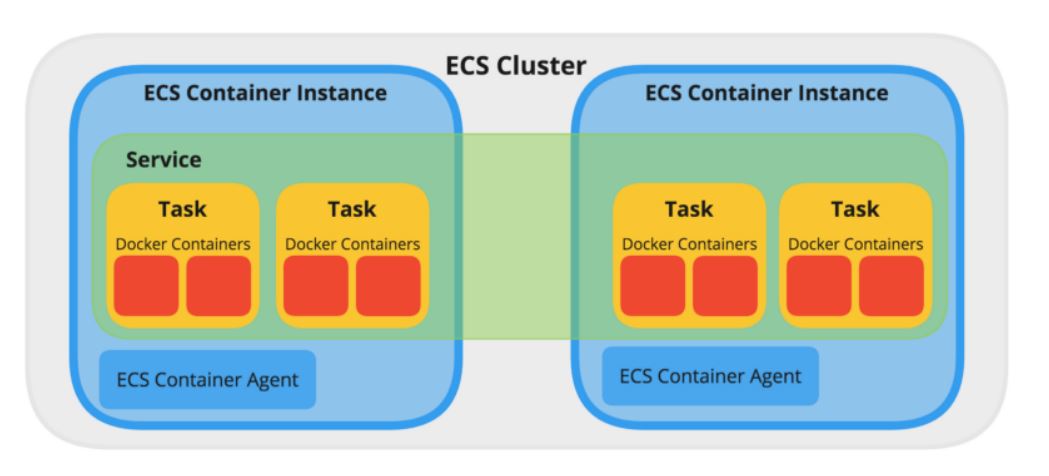 ECS Cluster
ECS Container Instance
ECS Container Instance
Service
Task
Task
Task
Task
Docker Containers
Docker Containers
Docker Containers
Docker Containers
ECS Container Agent
ECS Container Agent